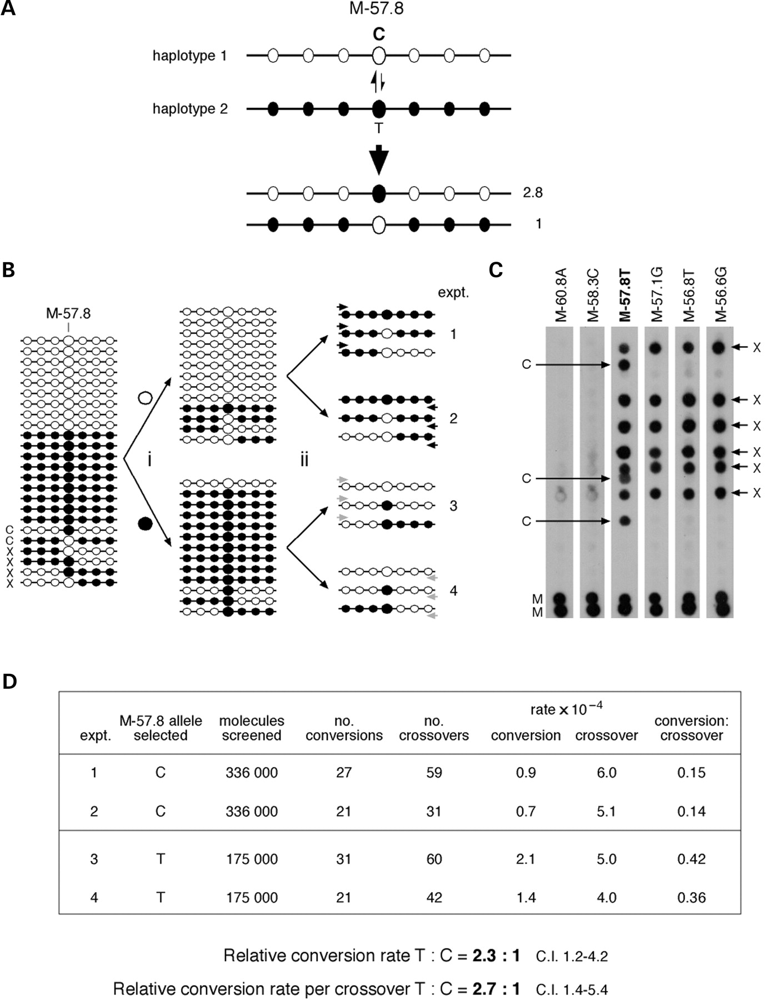 A
M-57.8
C
haplotype 1
haplotype 2
T
2.8
1
B
M-57.8
C
C
X
X
X
X
i
ii
expt.
1
2
3
4
C
M-60.8A
M-58.3C
M-57.8T
M-57.1G
M-56.8T
M-56.6G
X
C
X
X
X
X
C
X
C
M
M
D
rate x 10−4
M-57.8 allele molecules no. no. conversion:
expt. selected screened conversions crossovers conversion crossover crossover
1 C 336 000 27 59 0.9 6.0 0.15
2 C 336 000 21 31 0.7 5.1 0.14
3 T 175 000 31 60 2.1 5.0 0.42
4 T 175 000 21 42 1.4 4.0 0.36
Relative conversion rate T : C = 2.3 : 1 C.I. 1.2-4.2
Relative conversion rate per crossover T : C = 2.7 : 1 C.I. 1.4-5.4